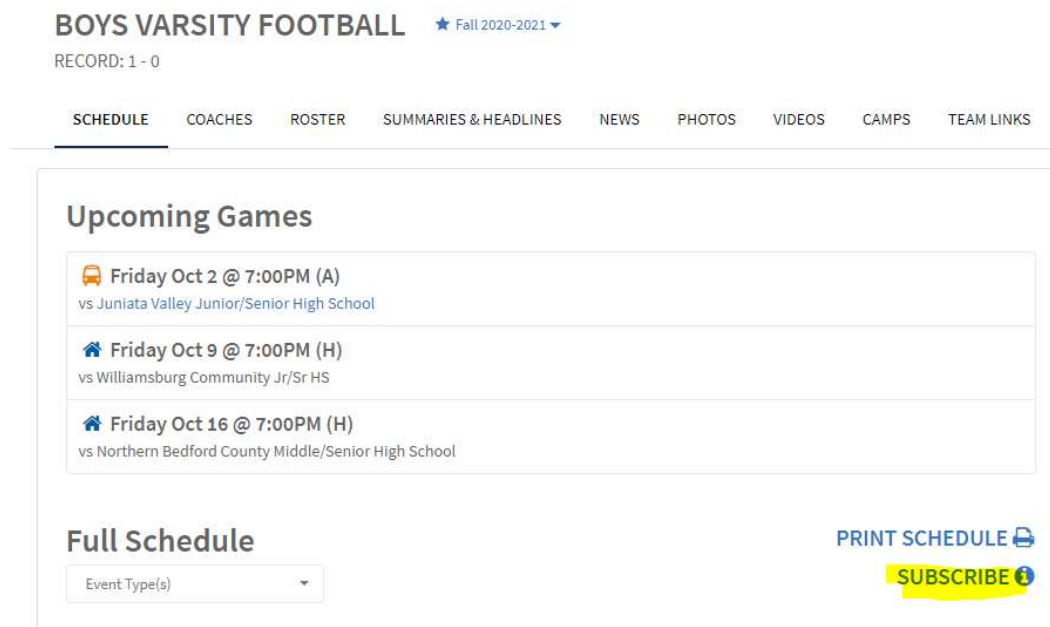 BOYS VARSITY FOOTBALL Fall 2020-2021
RECORD: 1 - 0
SCHEDULE COACHES ROSTER SUMMARIES & HEADLINES NEWS PHOTOS VIDEOS CAMPS TEAM LINKS
Upcoming Games
Friday Oct 2 @ 7:00PM (A)
vs Juniata Valley Junior/Senior High School
Friday Oct 9 @ 7:00PM (H)
vs Williamsburg Community Jr/Sr HS
Friday Oct 16 @ 7:00PM (H)
vs Northern Bedford County Middle/Senior High School
Full Schedule
PRINT SCHEDULE
Event Type(s)
SUBSCRIBE